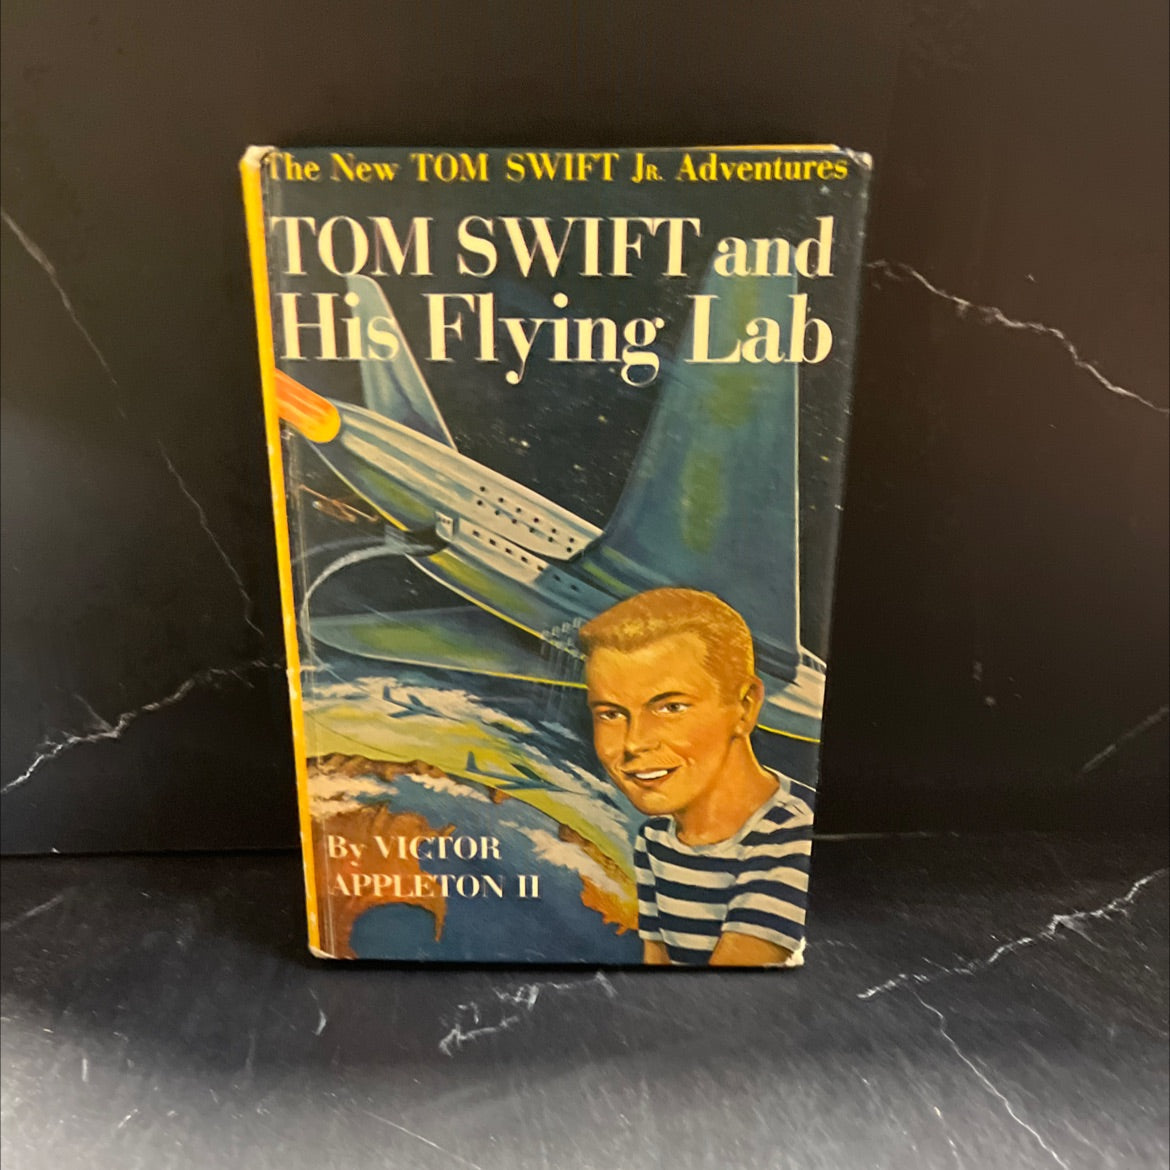 The New TOM SWIFT JR. Adventures
TOM SWIFT and
His Flying Lab
By VICTOR
APPLETON II